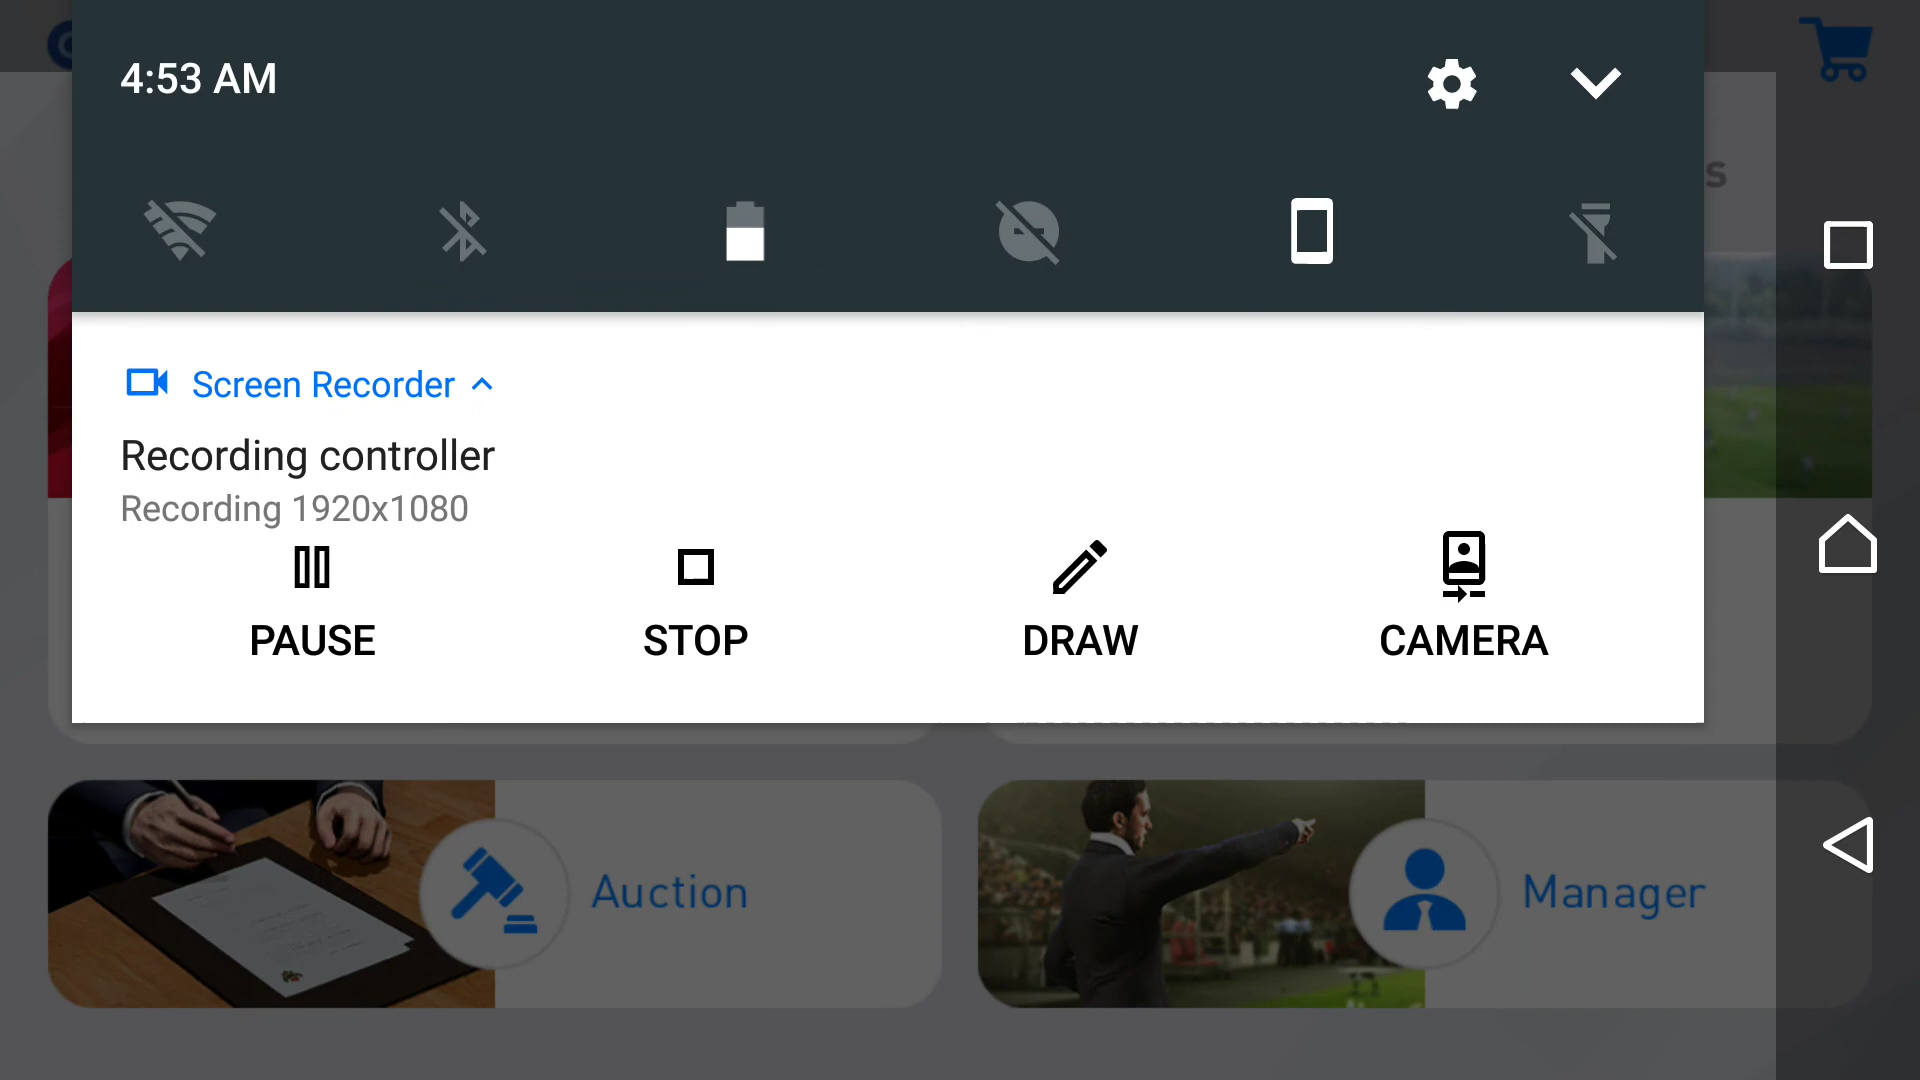 4:53 AM
s
Screen Recorder
Recording controller
Recording 1920x1080
PAUSE
STOP
DRAW
CAMERA
Auction
Manager